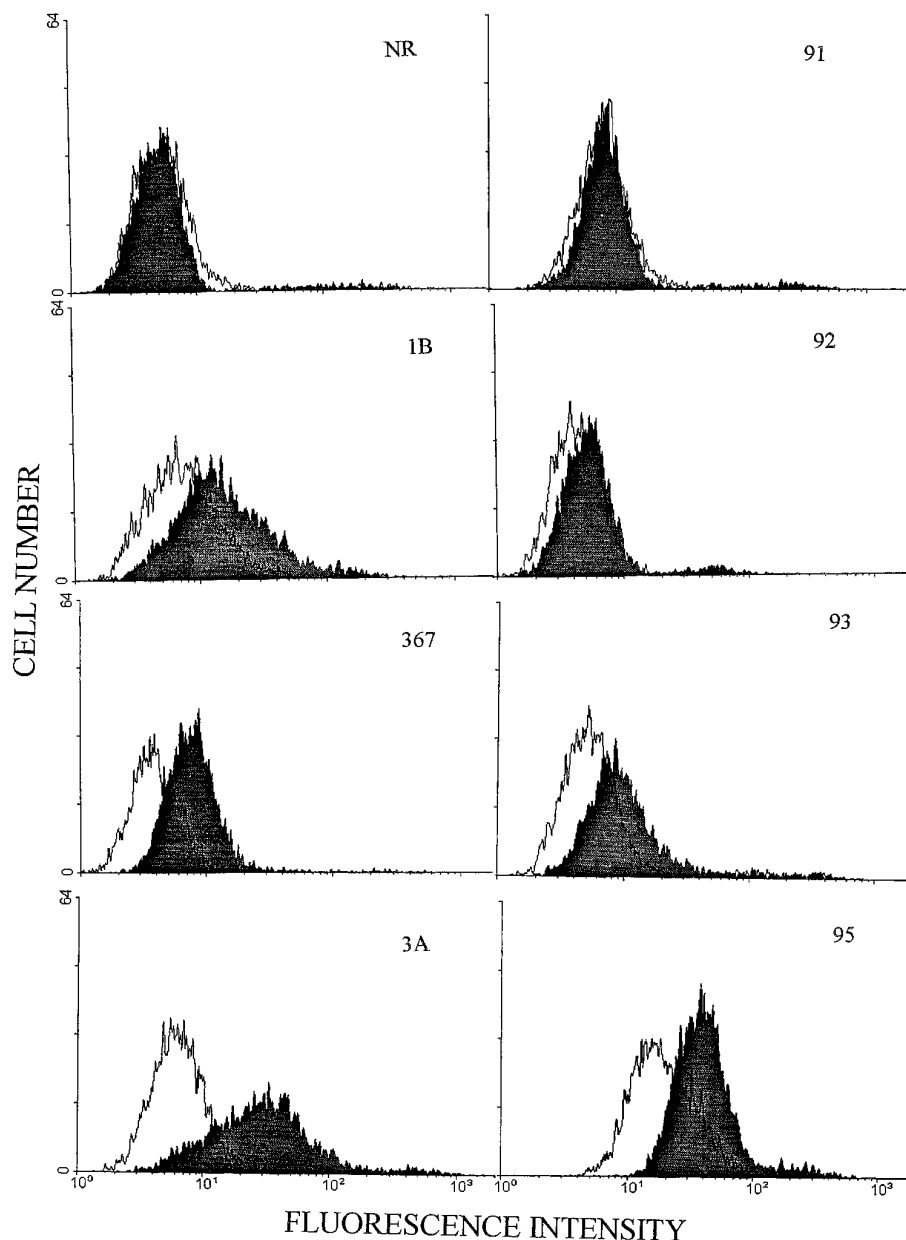 64
NR
91
0
64
1B
92
0
CELL NUMBER
64
367
93
0
64
3A
95
0
10⁰ 10¹ 10² 10³ 10⁰ 10¹ 10² 10³
FLUORESCENCE INTENSITY